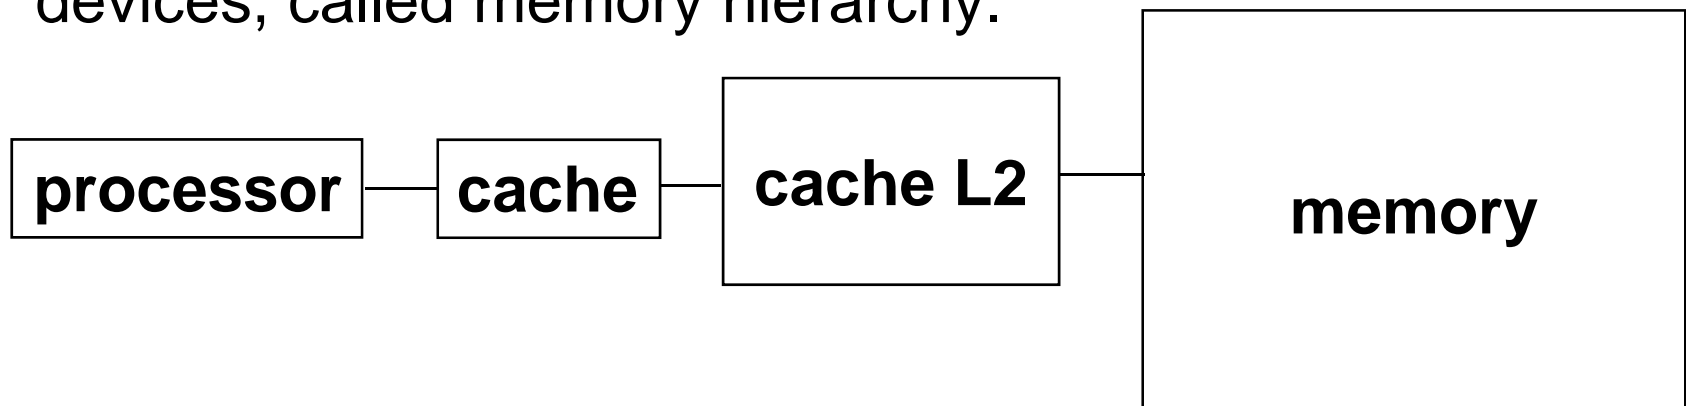 devices, called memory hierarchy.
processor cache cache L2 memory